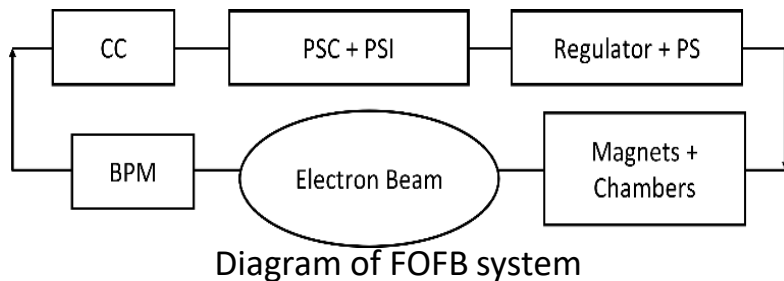 CC
PSC + PSI
Regulator + PS
BPM
Electron Beam
Magnets +
Chambers
Diagram of FOFB system